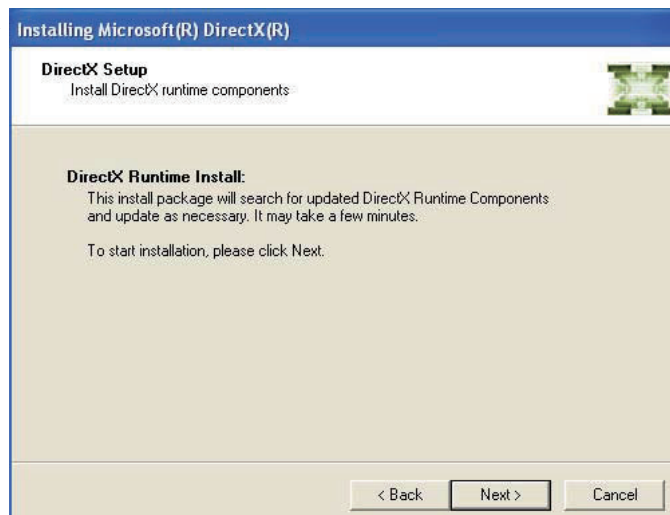 Installing Microsoft(R) DirectX(R)
DirectX Setup
Install DirectX runtime components
DirectX Runtime Install:
This install package will search for updated DirectX Runtime Components
and update as necessary. It may take a few minutes.
To start installation, please click Next.
< Back
Next >
Cancel